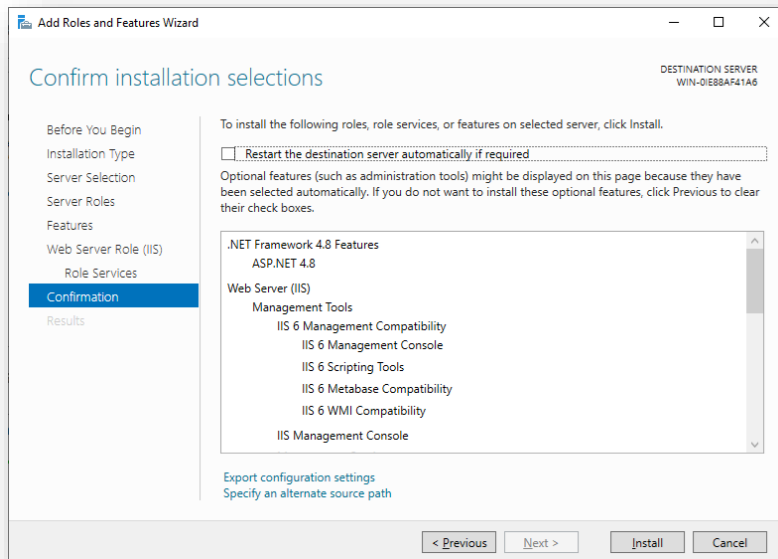 Add Roles and Features Wizard
Confirm installation selections
DESTINATION SERVER
WIN-0IE88AF41A6
Before You Begin
Installation Type
Server Selection
Server Roles
Features
Web Server Role (IIS)
Role Services
Confirmation
Results
To install the following roles, role services, or features on selected server, click Install.
Restart the destination server automatically if required
Optional features (such as administration tools) might be displayed on this page because they have
been selected automatically. If you do not want to install these optional features, click Previous to clear
their check boxes.
.NET Framework 4.8 Features
ASP.NET 4.8
Web Server (IIS)
Management Tools
IIS 6 Management Compatibility
IIS 6 Management Console
IIS 6 Scripting Tools
IIS 6 Metabase Compatibility
IIS 6 WMI Compatibility
IIS Management Console
Export configuration settings
Specify an alternate source path
< Previous
Next >
Install
Cancel